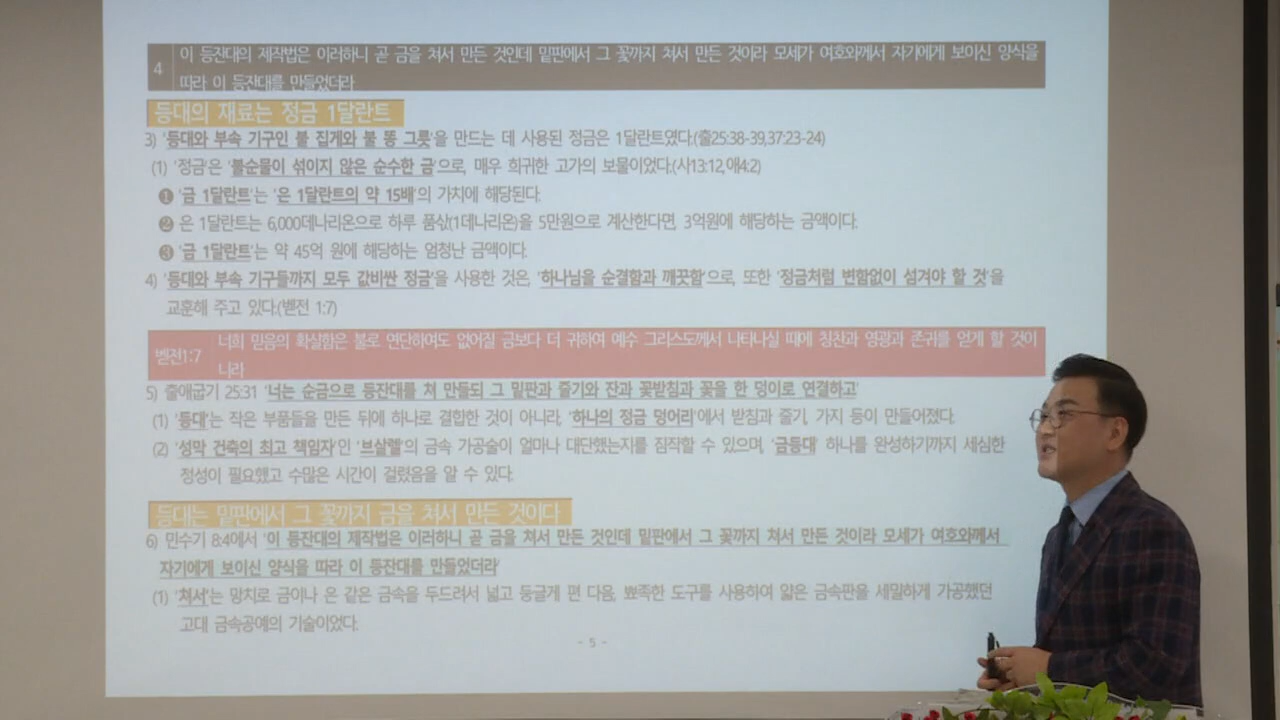 4 이 등잔대의 제작법은 이러하니 곧 금을 쳐서 만든 것인데 밑판에서 그 꽃까지 쳐서 만든 것이라 모세가 여호와께서 자기에게 보이신 양식을
따라 이 등잔대를 만들었더라
등대의 재료는 정금 1달란트
3) '등대와 부속 기구인 불 집게와 불 똥 그릇'을 만드는 데 사용된 정금은 1달란트였다.(출25:38-39,37:23-24)
(1) '정금'은 '불순물이 섞이지 않은 순수한 금'으로, 매우 희귀한 고가의 보물이었다.(사13:12,애4:2)
❶ '금 1달란트'는 '은 1달란트의 약 15배'의 가치에 해당된다.
❷ 은 1달란트는 6,000데나리온으로 하루 품삯(1데나리온)을 5만원으로 계산한다면, 3억원에 해당하는 금액이다.
❸ '금 1달란트'는 약 45억 원에 해당하는 엄청난 금액이다.
4) '등대와 부속 기구들까지 모두 값비싼 정금'을 사용한 것은, '하나님을 순결함과 깨끗함'으로, 또한 '정금처럼 변함없이 섬겨야 할 것'을
교훈해 주고 있다.(벧전 1:7)
벧전1:7 너희 믿음의 확실함은 불로 연단하여도 없어질 금보다 더 귀하여 예수 그리스도께서 나타나실 때에 칭찬과 영광과 존귀를 얻게 할 것이
니라
5) 출애굽기 25:31 '너는 순금으로 등잔대를 쳐 만들되 그 밑판과 줄기와 잔과 꽃받침과 꽃을 한 덩이로 연결하고'
(1) '등대'는 작은 부품들을 만든 뒤에 하나로 결합한 것이 아니라, '하나의 정금 덩어리'에서 받침과 줄기, 가지 등이 만들어졌다.
(2) '성막 건축의 최고 책임자'인 '브살렐'의 금속 가공술이 얼마나 대단했는지를 짐작할 수 있으며, '금등대' 하나를 완성하기까지 세심한
정성이 필요했고 수많은 시간이 걸렸음을 알 수 있다.
등대는 밑판에서 그 꽃까지 금을 쳐서 만든 것이다
6) 민수기 8:4에서 '이 등잔대의 제작법은 이러하니 곧 금을 쳐서 만든 것인데 밑판에서 그 꽃까지 쳐서 만든 것이라 모세가 여호와께서
자기에게 보이신 양식을 따라 이 등잔대를 만들었더라'
(1) '쳐서'는 망치로 금이나 은 같은 금속을 두드려서 넓고 둥글게 편 다음, 뾰족한 도구를 사용하여 얇은 금속판을 세밀하게 가공했던
고대 금속공예의 기술이었다.
- 5 -